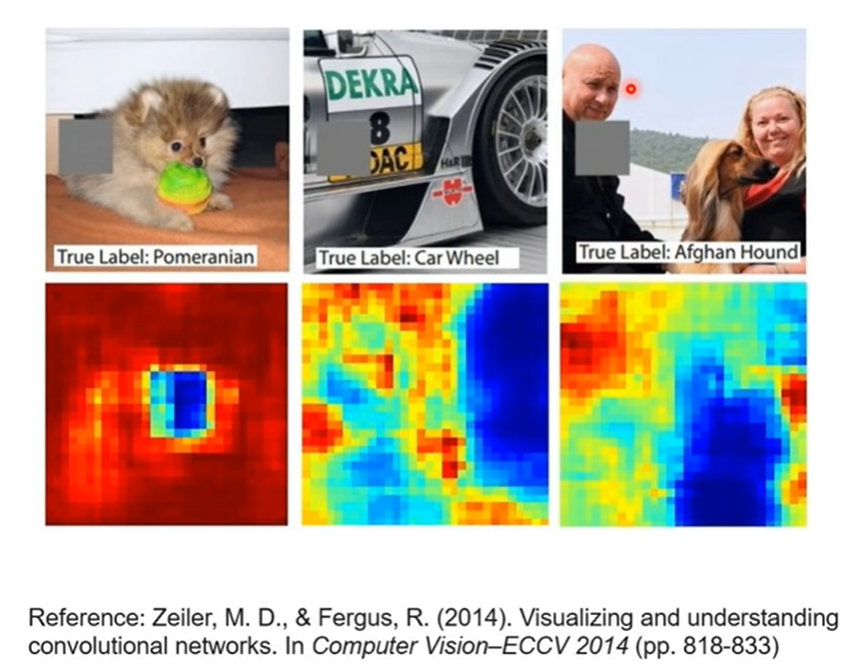 DEKRA
8
DAC
H&R
True Label: Pomeranian
True Label: Car Wheel
True Label: Afghan Hound
Reference: Zeiler, M. D., & Fergus, R. (2014). Visualizing and understanding
convolutional networks. In Computer Vision–ECCV 2014 (pp. 818-833)